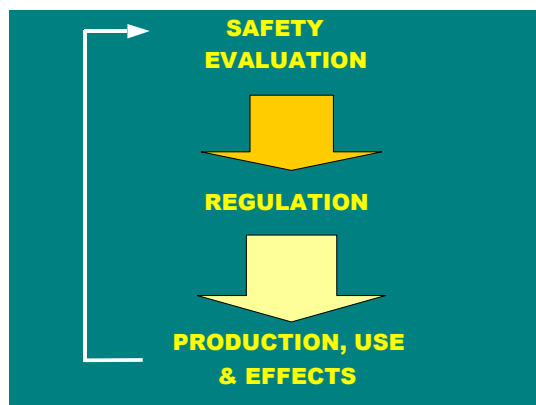 SAFETY
EVALUATION
REGULATION
PRODUCTION, USE
& EFFECTS